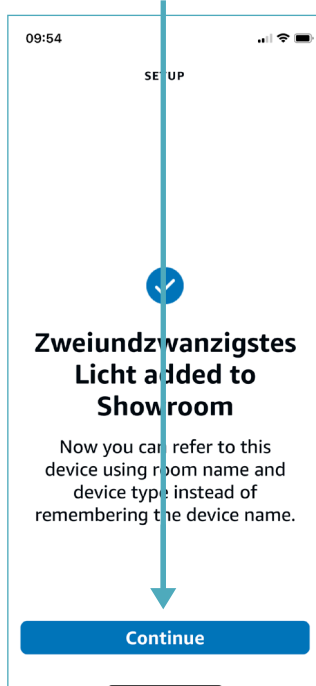 09:54
SETUP
Zweiundzwanzigstes
Licht added to
Showroom
Now you can refer to this
device using room name and
device type instead of
remembering the device name.
Continue